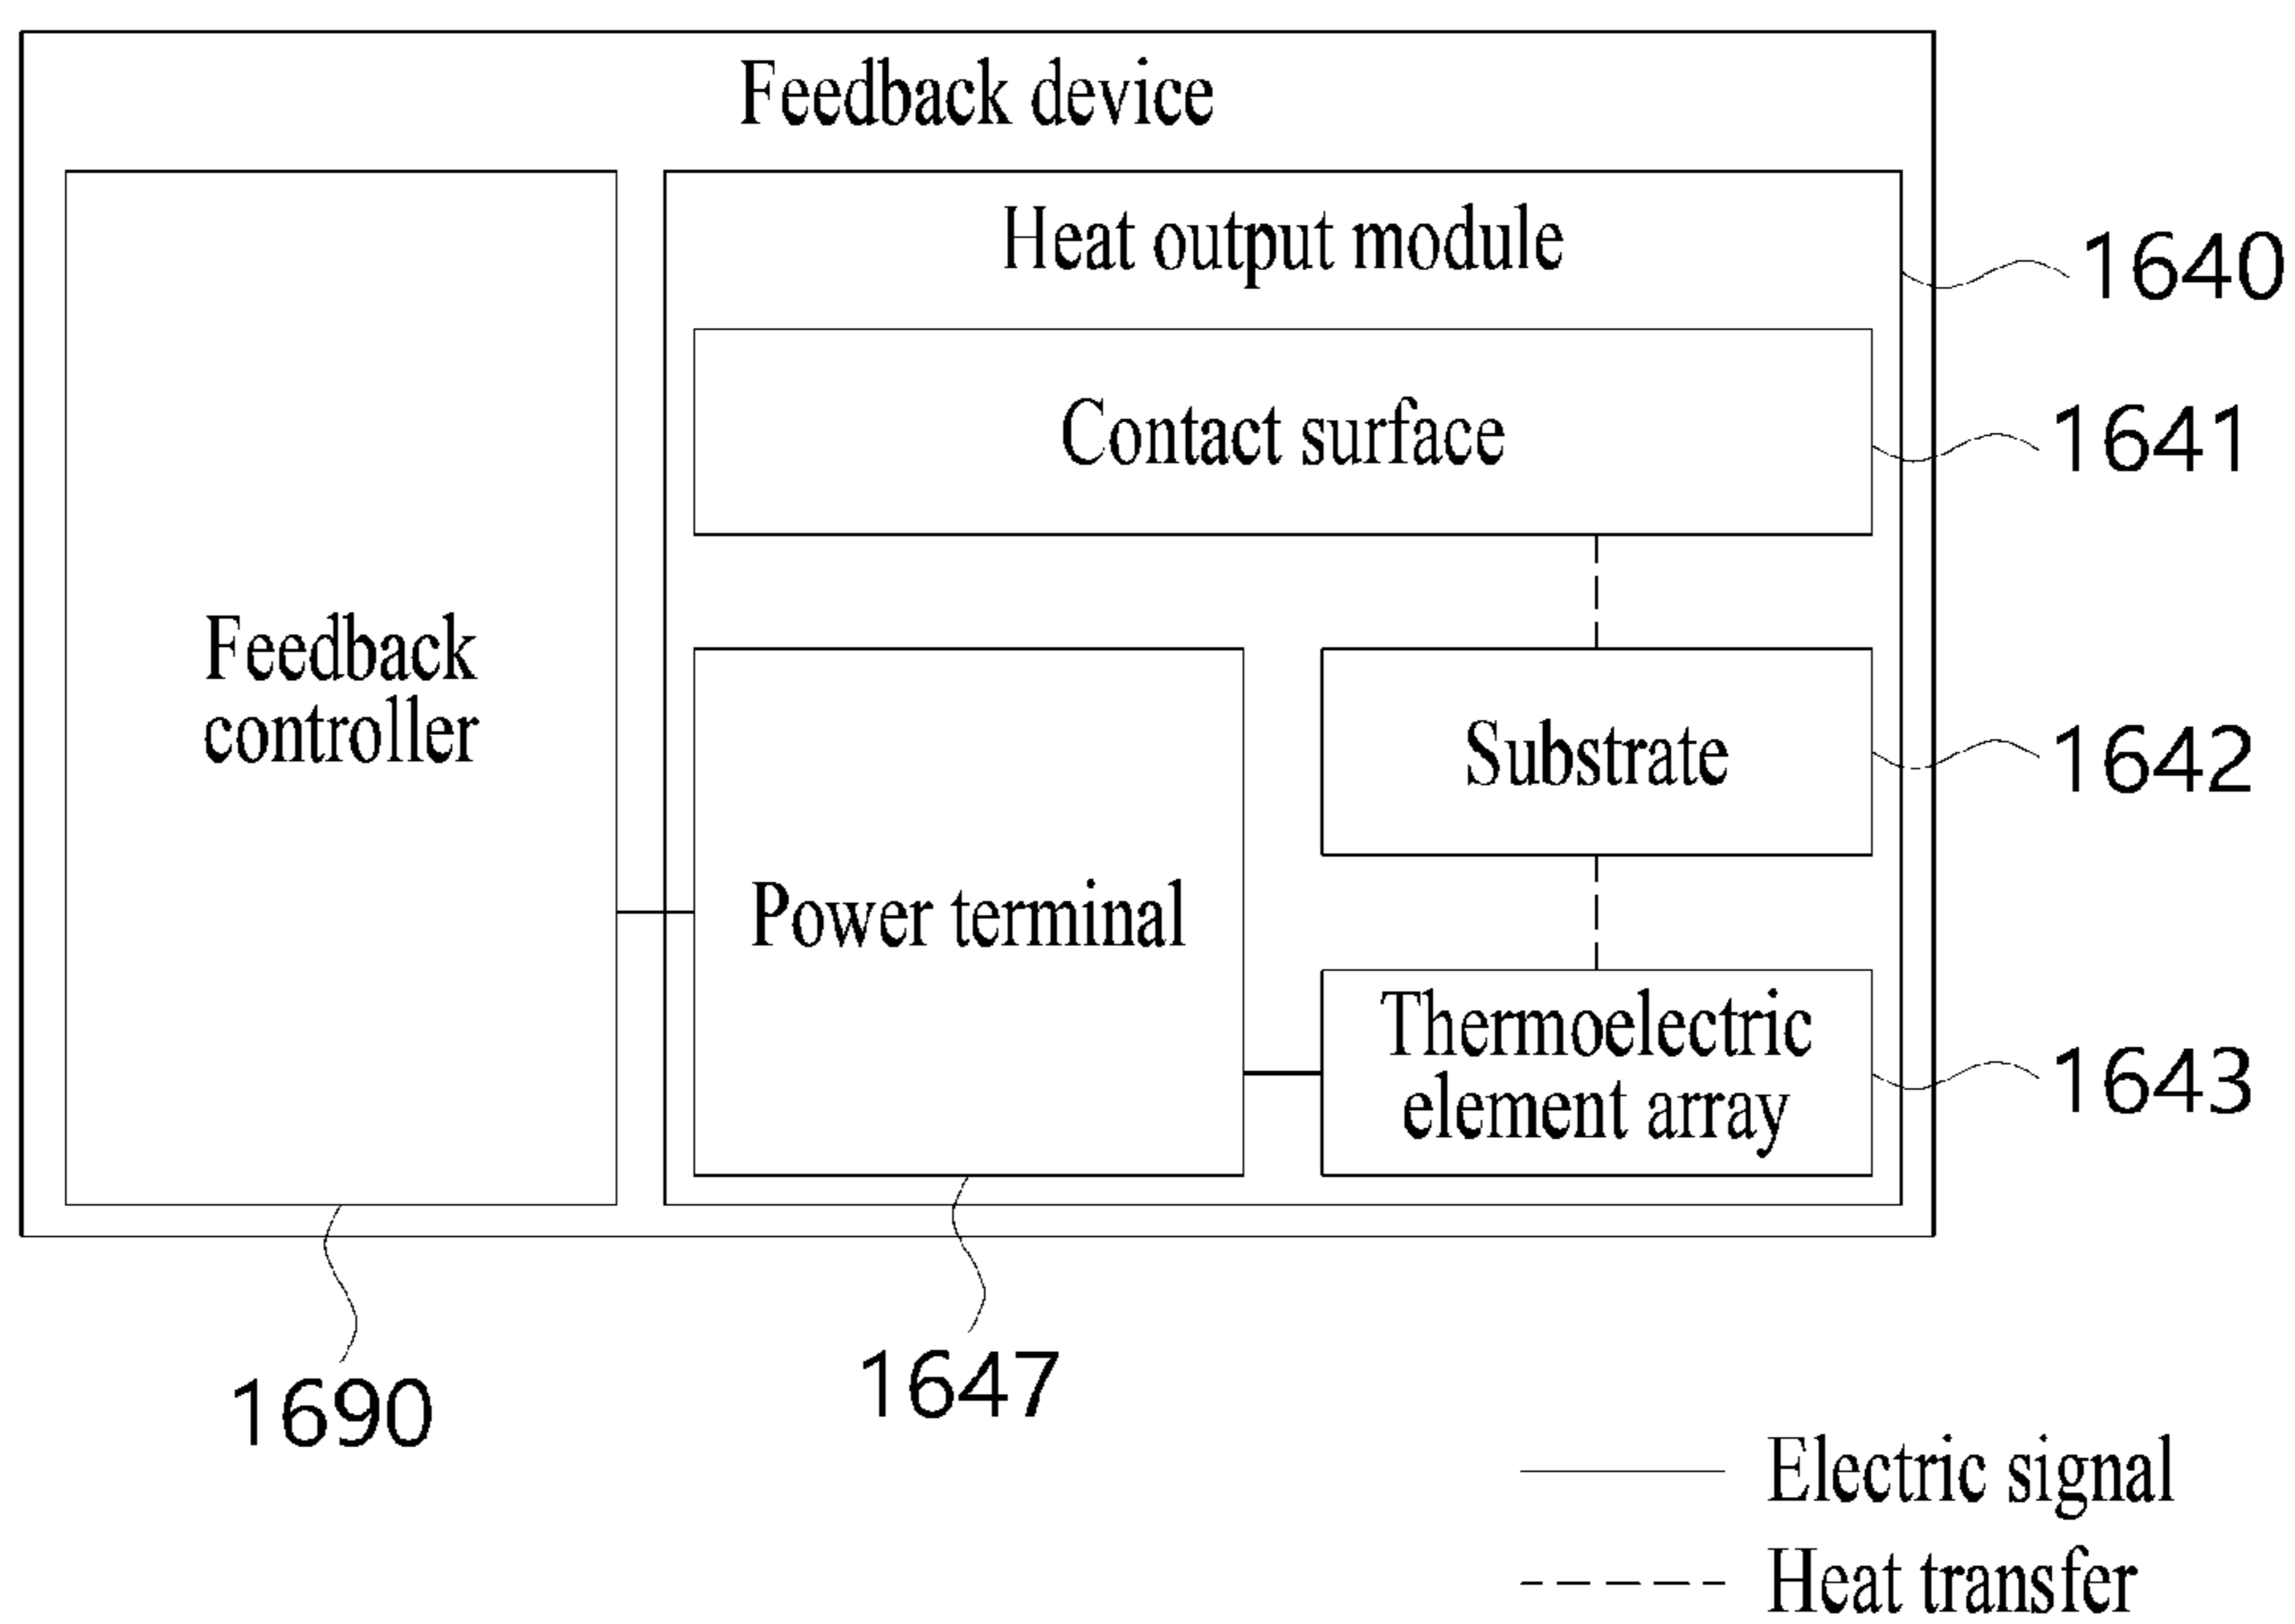 Feedback device
Heat output module
1640
Contact surface
1641
Feedback
controller
Substrate
1642
Power terminal
Thermoelectric
element array
1643
1690
1647
Electric signal
Heat transfer